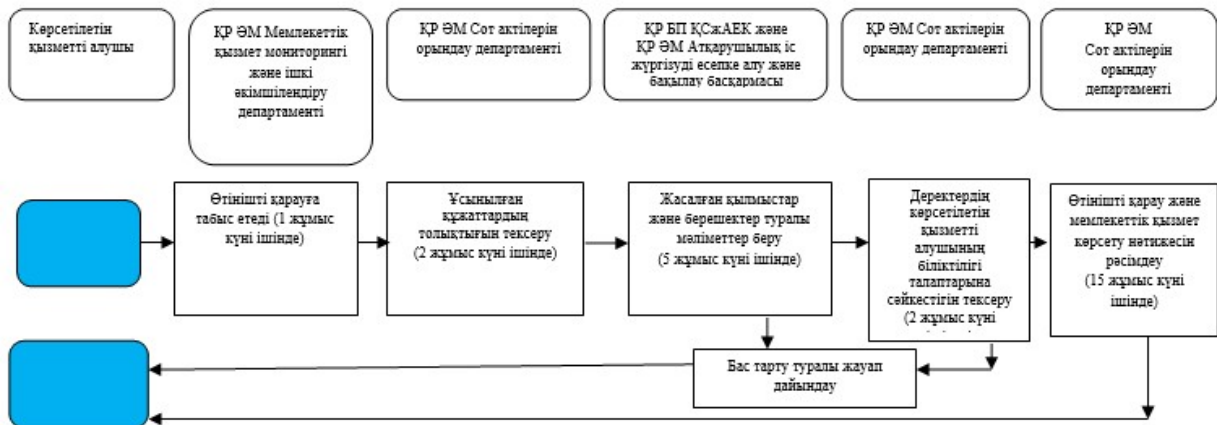 Көрсетілетін
қызметті алушы
ҚР ӘМ Мемлекеттік
қызмет мониторингі
және ішкі
әкімшілендіру
департаменті
ҚР ӘМ Сот актілерін
орындау департаменті
ҚР БП ҚСжАЕК және
ҚР ӘМ Атқарушылық іс
жүргізуді есепке алу және
бақылау басқармасы
ҚР ӘМ Сот актілерін
орындау департаменті
ҚР ӘМ
Сот актілерін
орындау
департаменті
Өтінішті қарауға
табыс етеді (1 жұмыс
күні ішінде)
Ұсынылған
құжаттардың
толықтығын тексеру
(2 жұмыс күні ішінде)
Жасалған қылмыстар
және берешектер туралы
мәліметтер беру
(5 жұмыс күні ішінде)
Деректердің
көрсетілетін
қызметті
алушының
біліктілігі
талаптарына
сәйкестігін тексеру
(2 жұмыс күні
Өтінішті қарау және
мемлекеттік қызмет
көрсету нәтижесін
рәсімдеу
(15 жұмыс күні
ішінде)
Бас тарту туралы жауап
дайындау